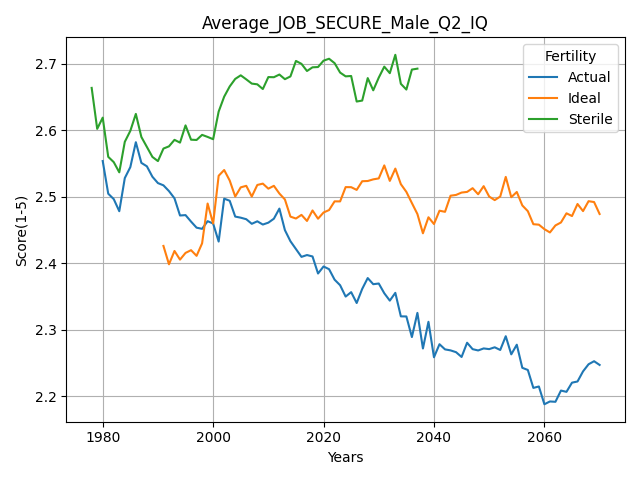 Average_JOB_SECURE_Male_Q2_IQ
Fertility
Actual
Ideal
Sterile
Score(1-5)
2.7
2.6
2.5
2.4
2.3
2.2
1980 2000 2020 2040 2060
Years